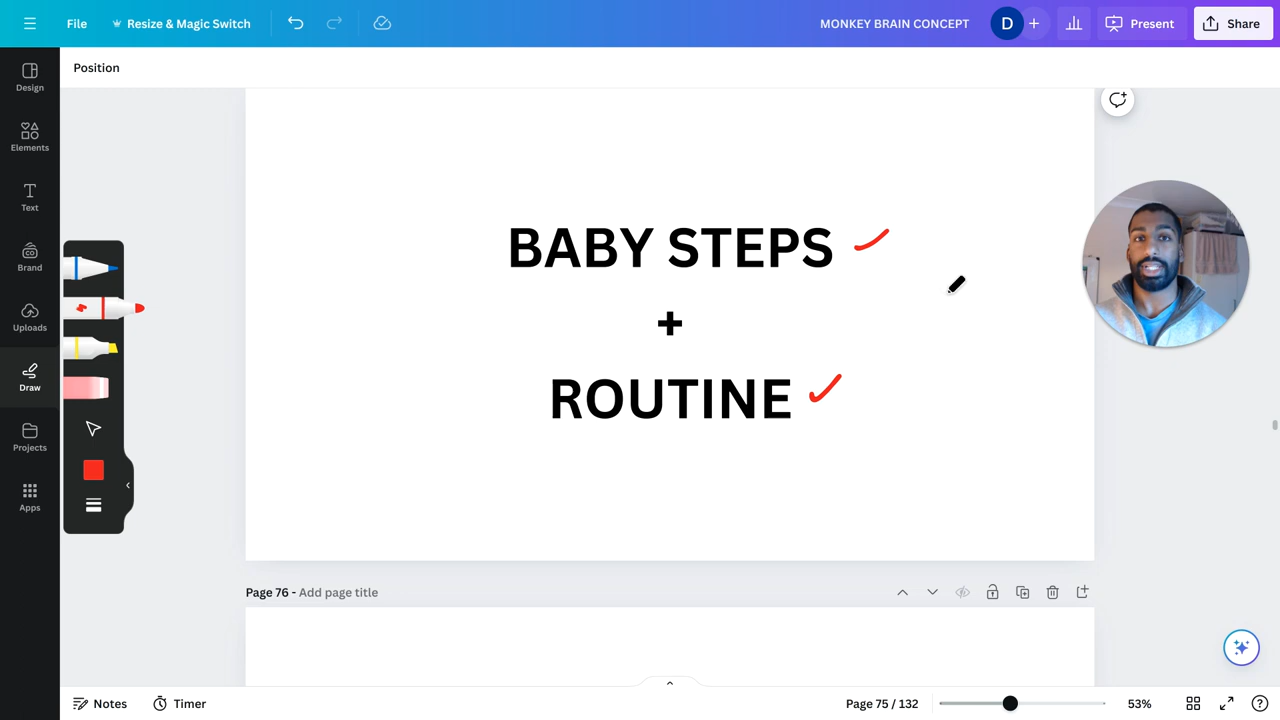 File
Resize & Magic Switch
MONKEY BRAIN CONCEPT
D
+
Present
Share
Position
Design
Elements
Text
Brand
Uploads
Draw
Projects
Apps
BABY STEPS
+
ROUTINE
Page 76 - Add page title
Notes
Timer
Page 75 / 132
53%